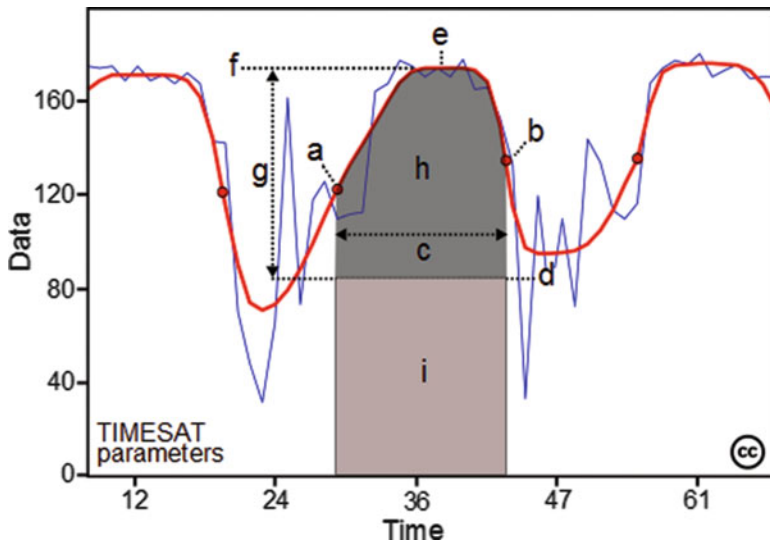 f
e
160
a
b
g
h
120
c
d
80
i
40
TIMESAT
parameters
cc
0
12 24 36 47 61
Time
Data